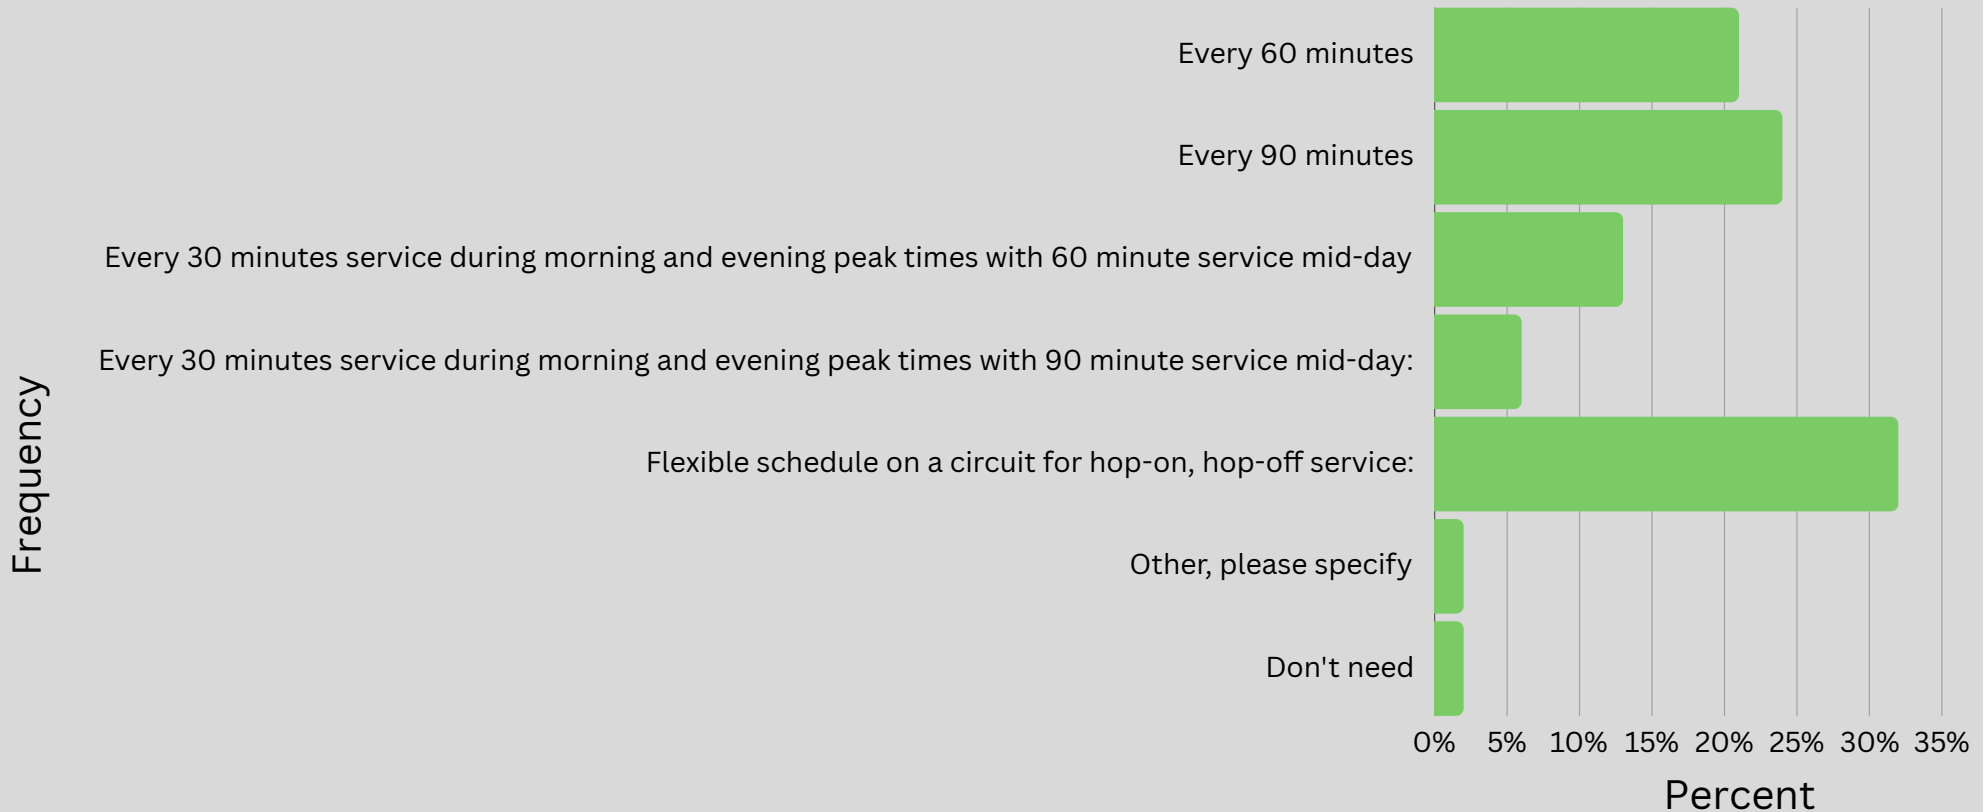 Every 60 minutes
Every 90 minutes
Every 30 minutes service during morning and evening peak times with 60 minute service mid-day
Every 30 minutes service during morning and evening peak times with 90 minute service mid-day:
Flexible schedule on a circuit for hop-on, hop-off service:
Other, please specify
Don't need
Frequency
0% 5% 10% 15% 20% 25% 30% 35%
Percent